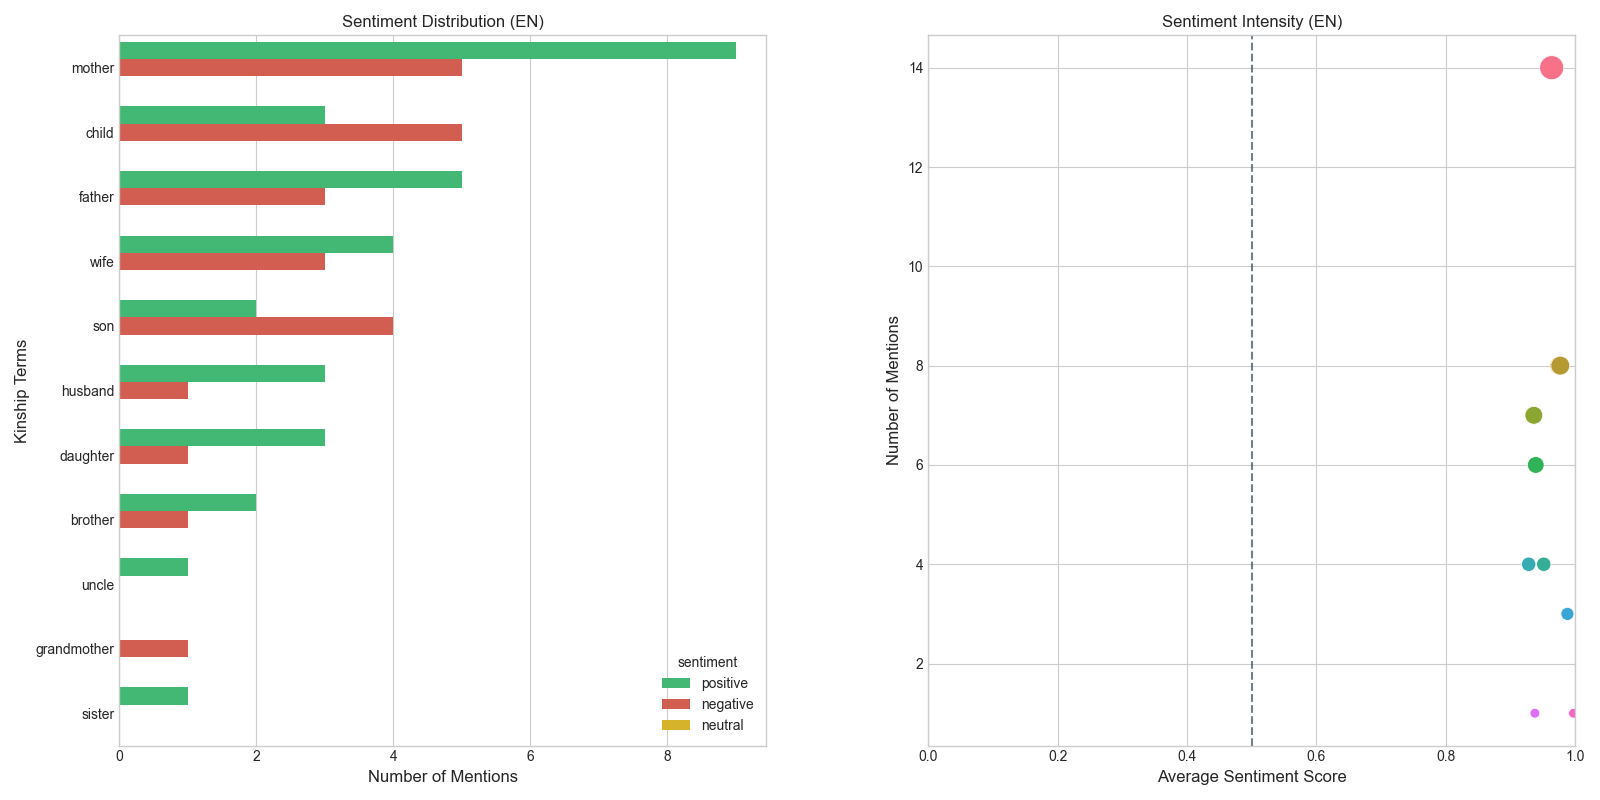 Sentiment Distribution (EN)
Kinship Terms
mother
child
father
wife
son
husband
daughter
brother
uncle
grandmother
sister
sentiment
positive
negative
neutral
0 2 4 6 8
Number of Mentions
Sentiment Intensity (EN)
Number of Mentions
14
12
10
8
6
4
2
0.0 0.2 0.4 0.6 0.8 1.0
Average Sentiment Score